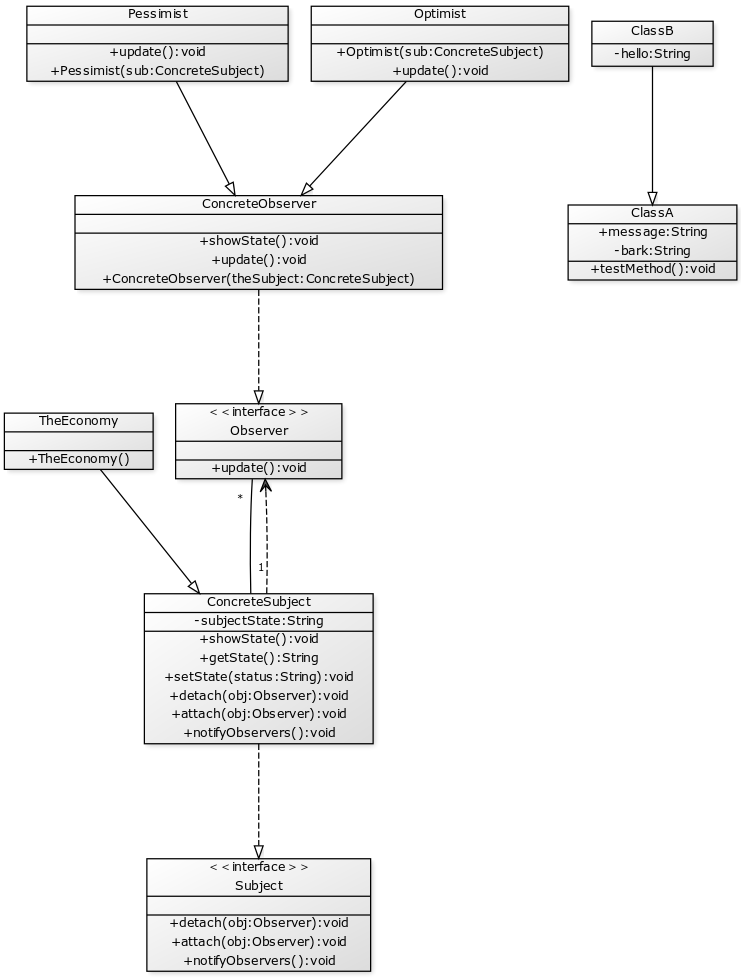 Pessimist
+update():void
+Pessimist(sub:ConcreteSubject)
Optimist
+Optimist(sub:ConcreteSubject)
+update():void
ClassB
-hello:String
ConcreteObserver
+showState():void
+update():void
+ConcreteObserver(theSubject:ConcreteSubject)
ClassA
+message:String
-bark:String
+testMethod():void
TheEconomy
+TheEconomy()
<<interface>>
Observer
+update():void
*
1
ConcreteSubject
-subjectState:String
+showState():void
+getState():String
+setState(status:String):void
+detach(obj:Observer):void
+attach(obj:Observer):void
+notifyObservers():void
<<interface>>
Subject
+detach(obj:Observer):void
+attach(obj:Observer):void
+notifyObservers():void